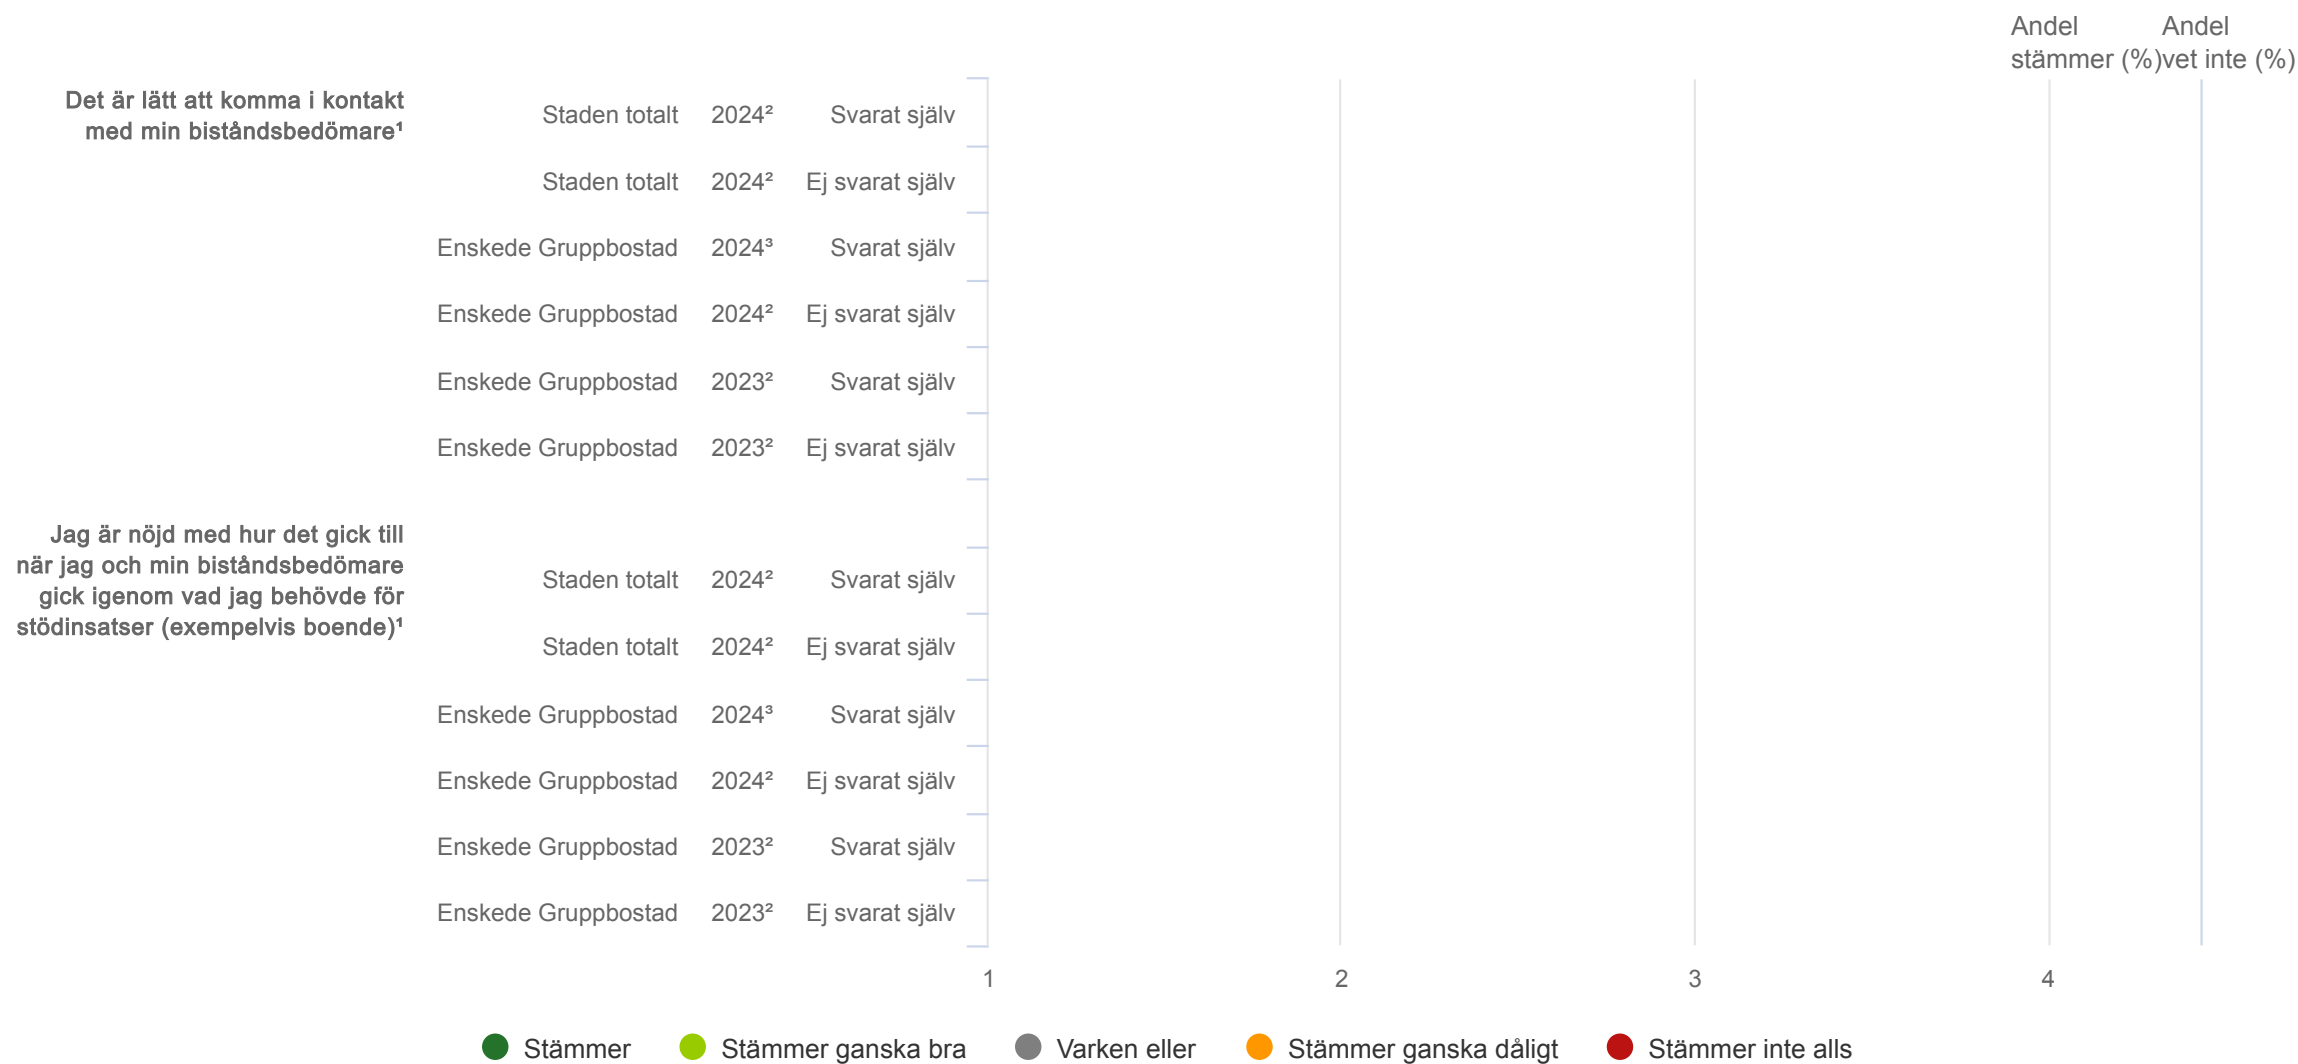 Andel Andel
stämmer (%) vet inte (%)
Det är lätt att komma i kontakt
med min biståndsbedömare¹
Staden totalt 2024² Svarat själv
Staden totalt 2024² Ej svarat själv
Enskede Gruppbostad 2024³ Svarat själv
Enskede Gruppbostad 2024² Ej svarat själv
Enskede Gruppbostad 2023² Svarat själv
Enskede Gruppbostad 2023² Ej svarat själv
Jag är nöjd med hur det gick till
när jag och min biståndsbedömare
gick igenom vad jag behövde för
stödinsatser (exempelvis boende)¹
Staden totalt 2024² Svarat själv
Staden totalt 2024² Ej svarat själv
Enskede Gruppbostad 2024³ Svarat själv
Enskede Gruppbostad 2024² Ej svarat själv
Enskede Gruppbostad 2023² Svarat själv
Enskede Gruppbostad 2023² Ej svarat själv
1 2 3 4
Stämmer Stämmer ganska bra Varken eller Stämmer ganska dåligt Stämmer inte alls